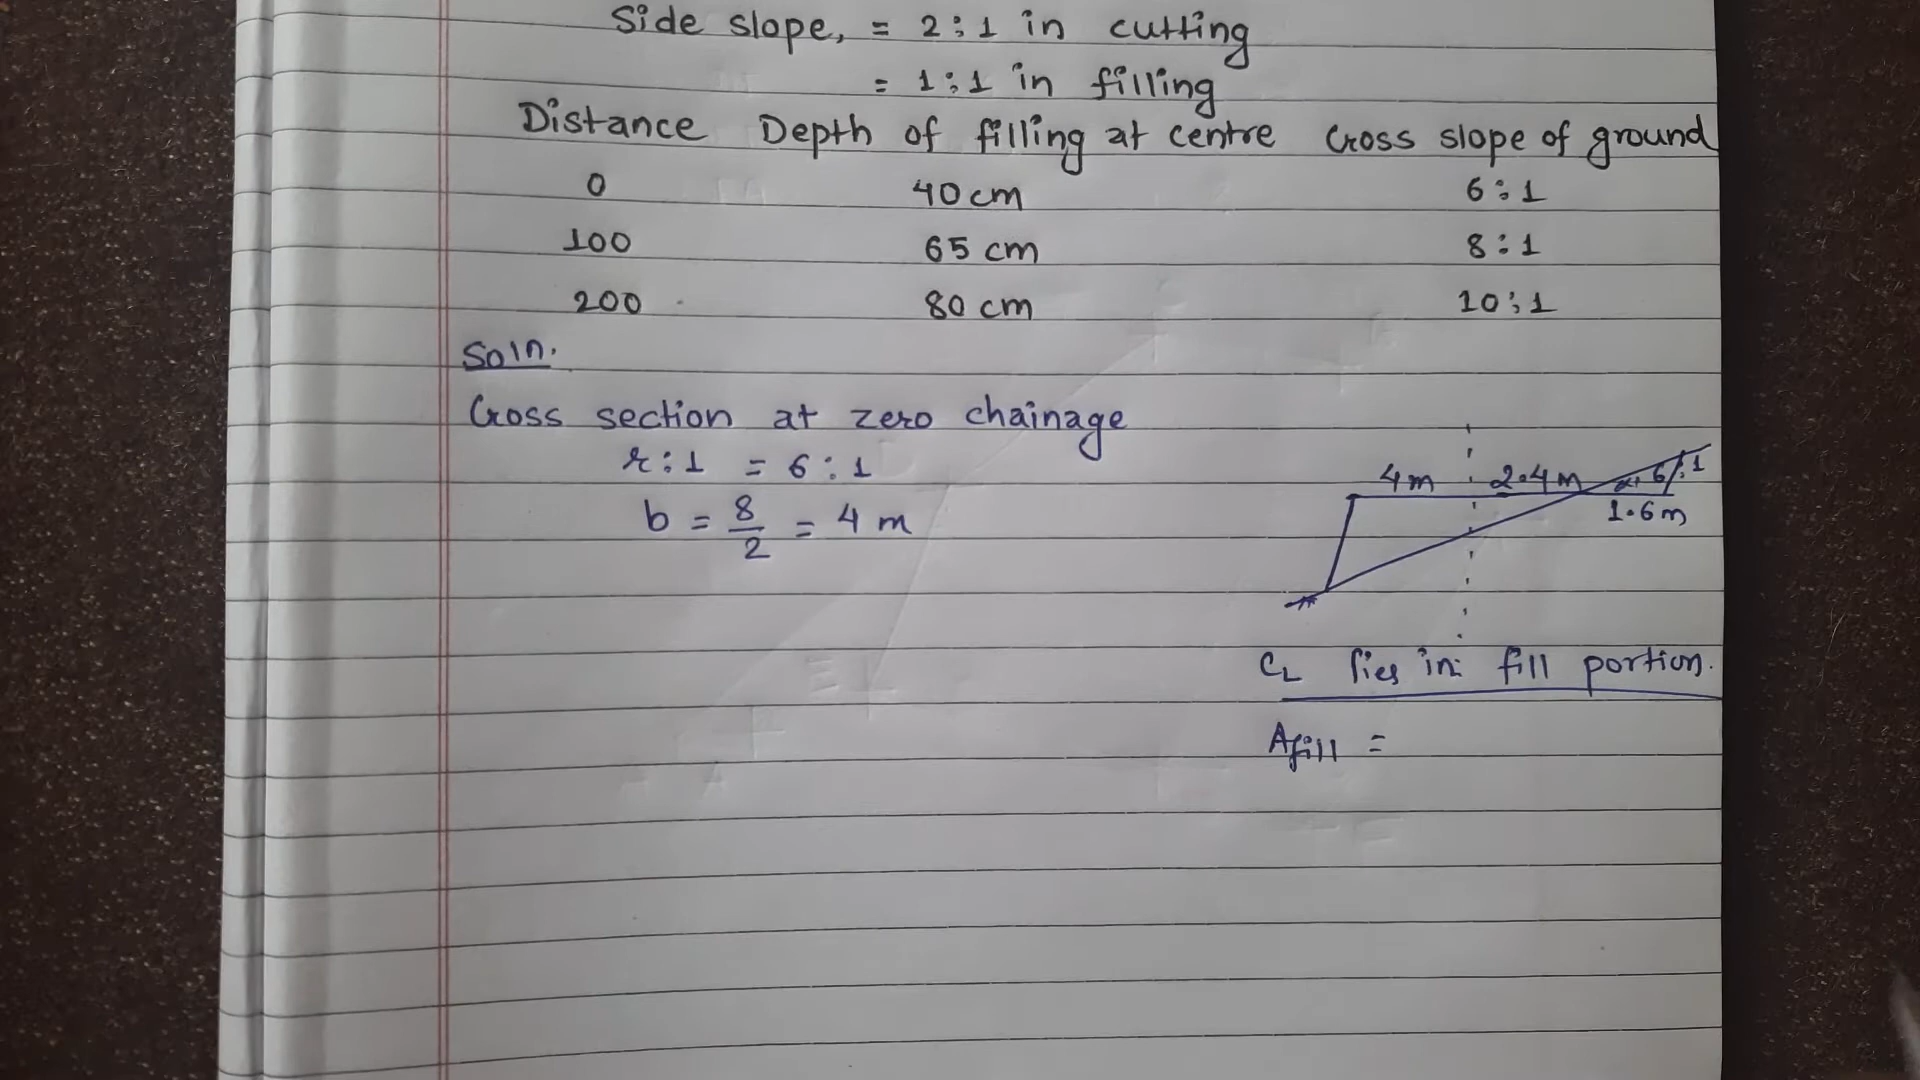 Side slope, = 2:1 in cutting
= 1:1 in filling
Distance Depth of filling at centre Cross slope of ground
0 40 cm 6:1
100 65 cm 8:1
200 80 cm 10:1
Soln.
Cross section at zero chainage
r:1 = 6:1
b = 8/2 = 4 m
4m 2.4m 6:1
1.6m
CL lies in fill portion.
Afill =